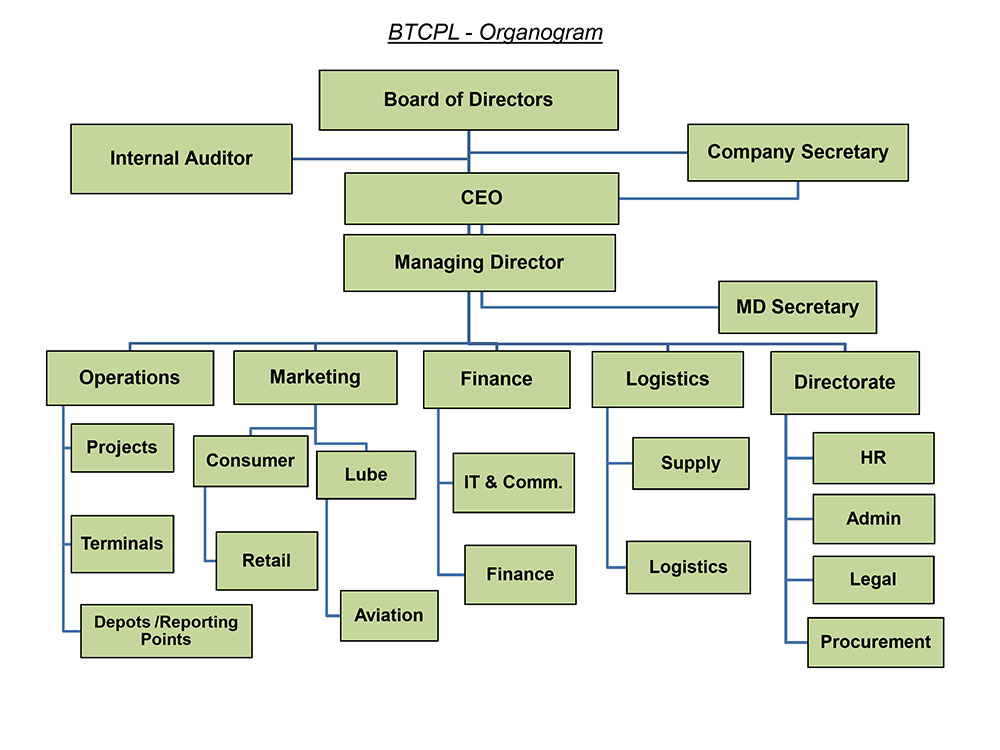 BTCPL - Organogram
Board of Directors
Internal Auditor
Company Secretary
CEO
Managing Director
MD Secretary
Operations
Marketing
Finance
Logistics
Directorate
Projects
Terminals
Depots /Reporting
Points
Consumer
Retail
Lube
Aviation
IT & Comm.
Finance
Supply
Logistics
HR
Admin
Legal
Procurement